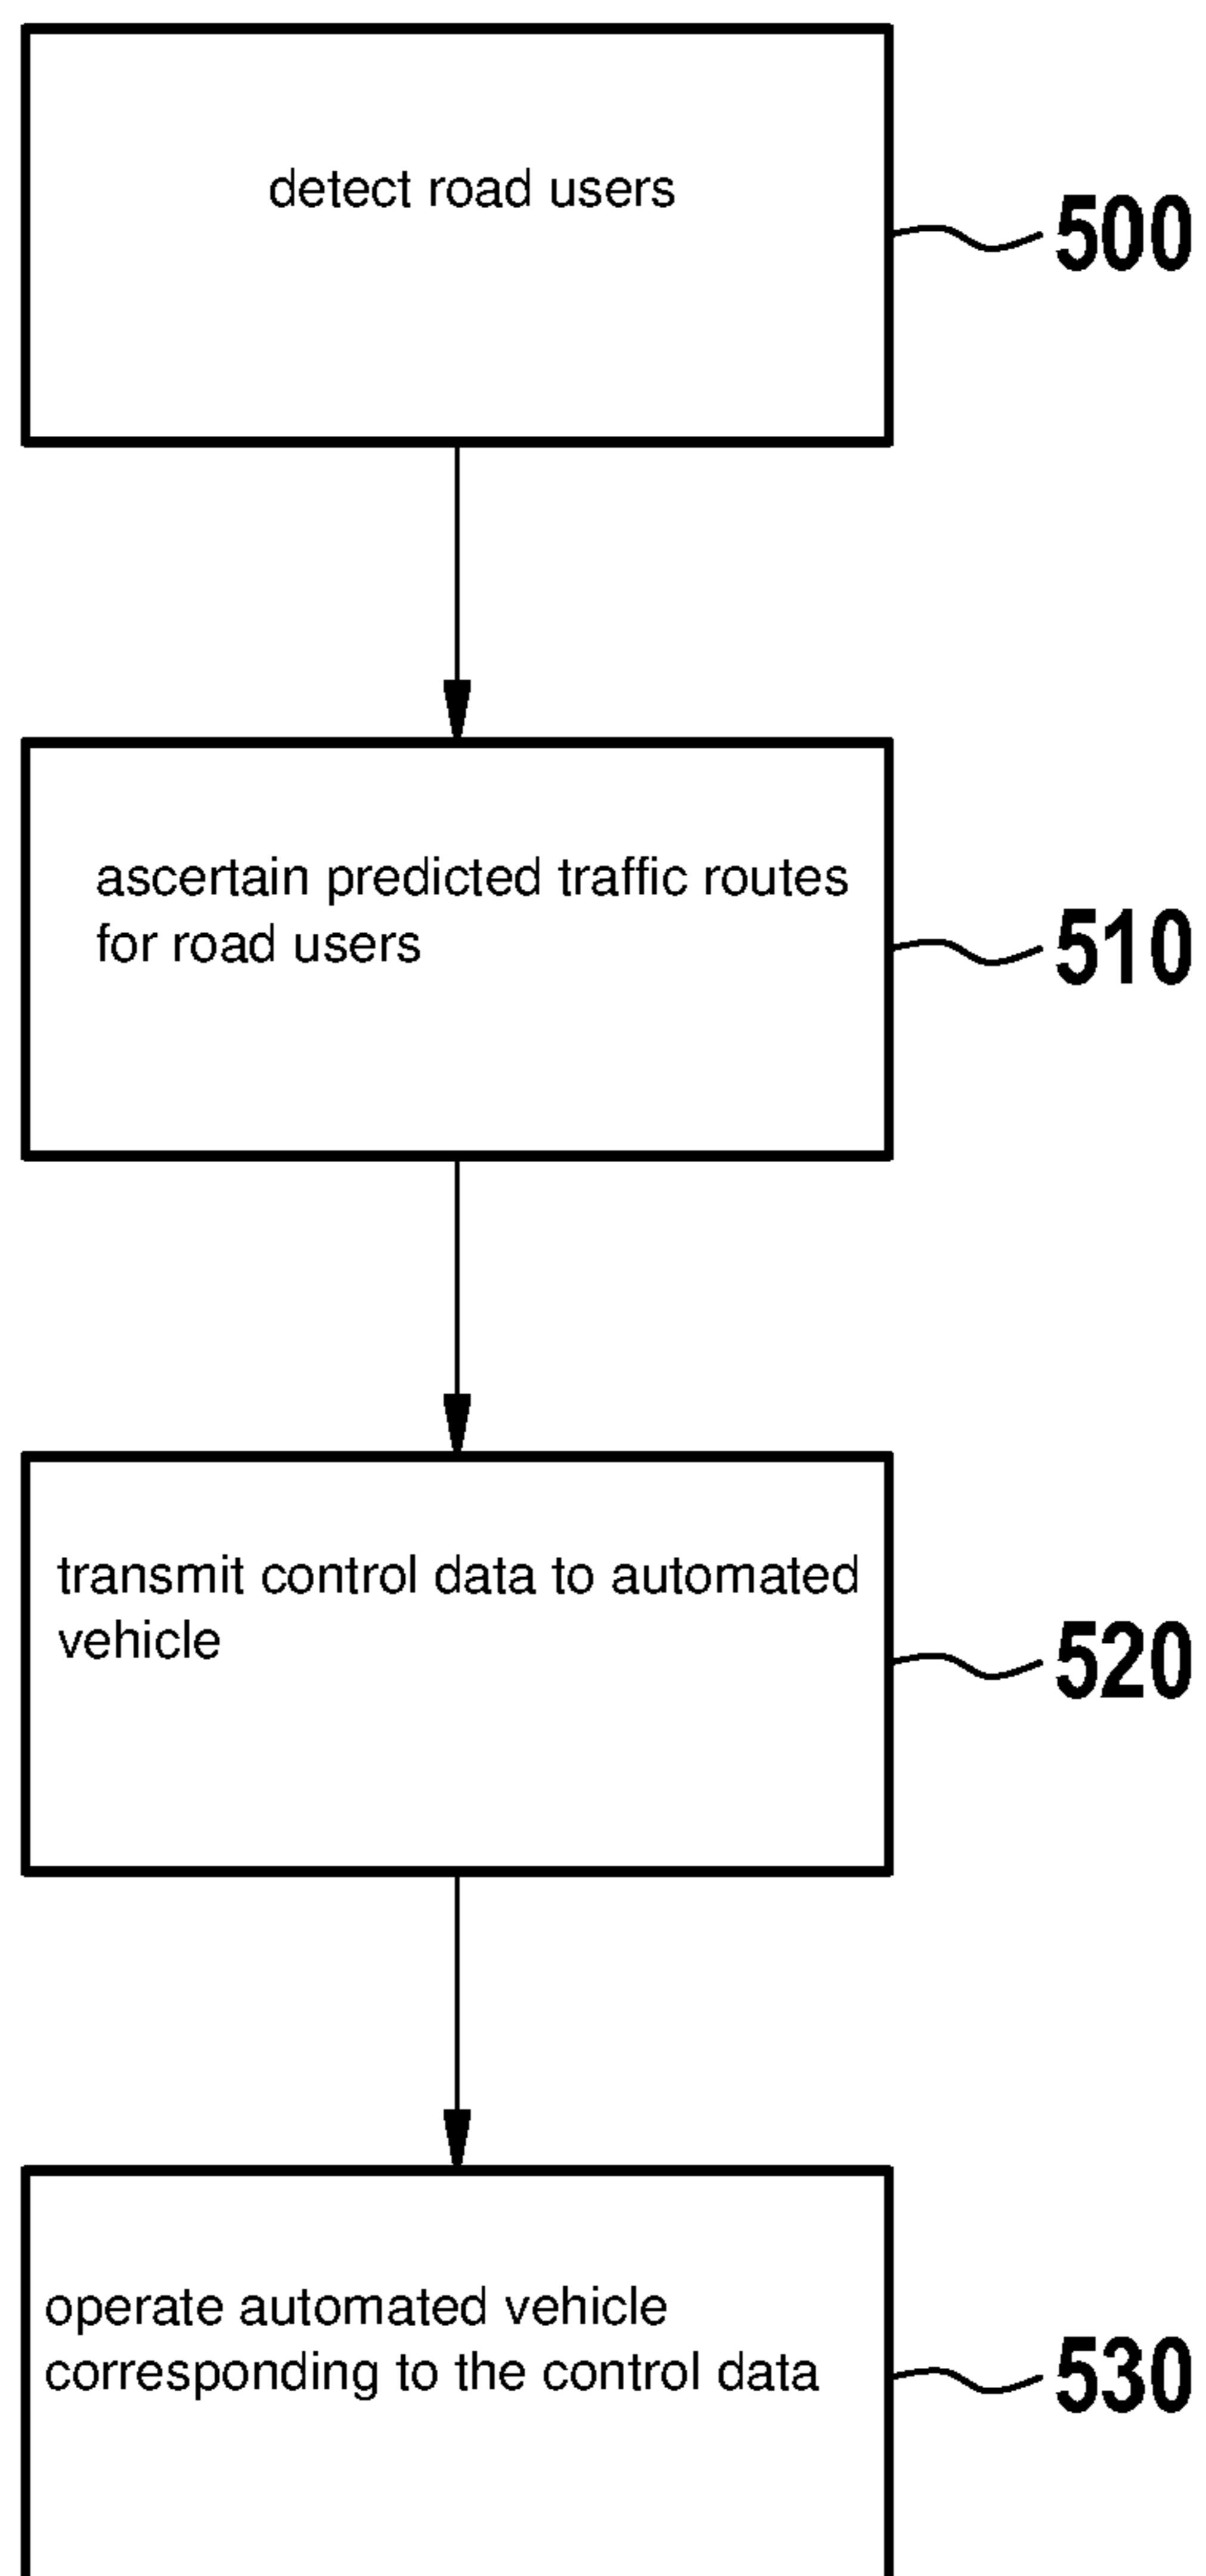 detect road users
500
ascertain predicted traffic routes
for road users
510
transmit control data to automated
vehicle
520
operate automated vehicle
corresponding to the control data
530